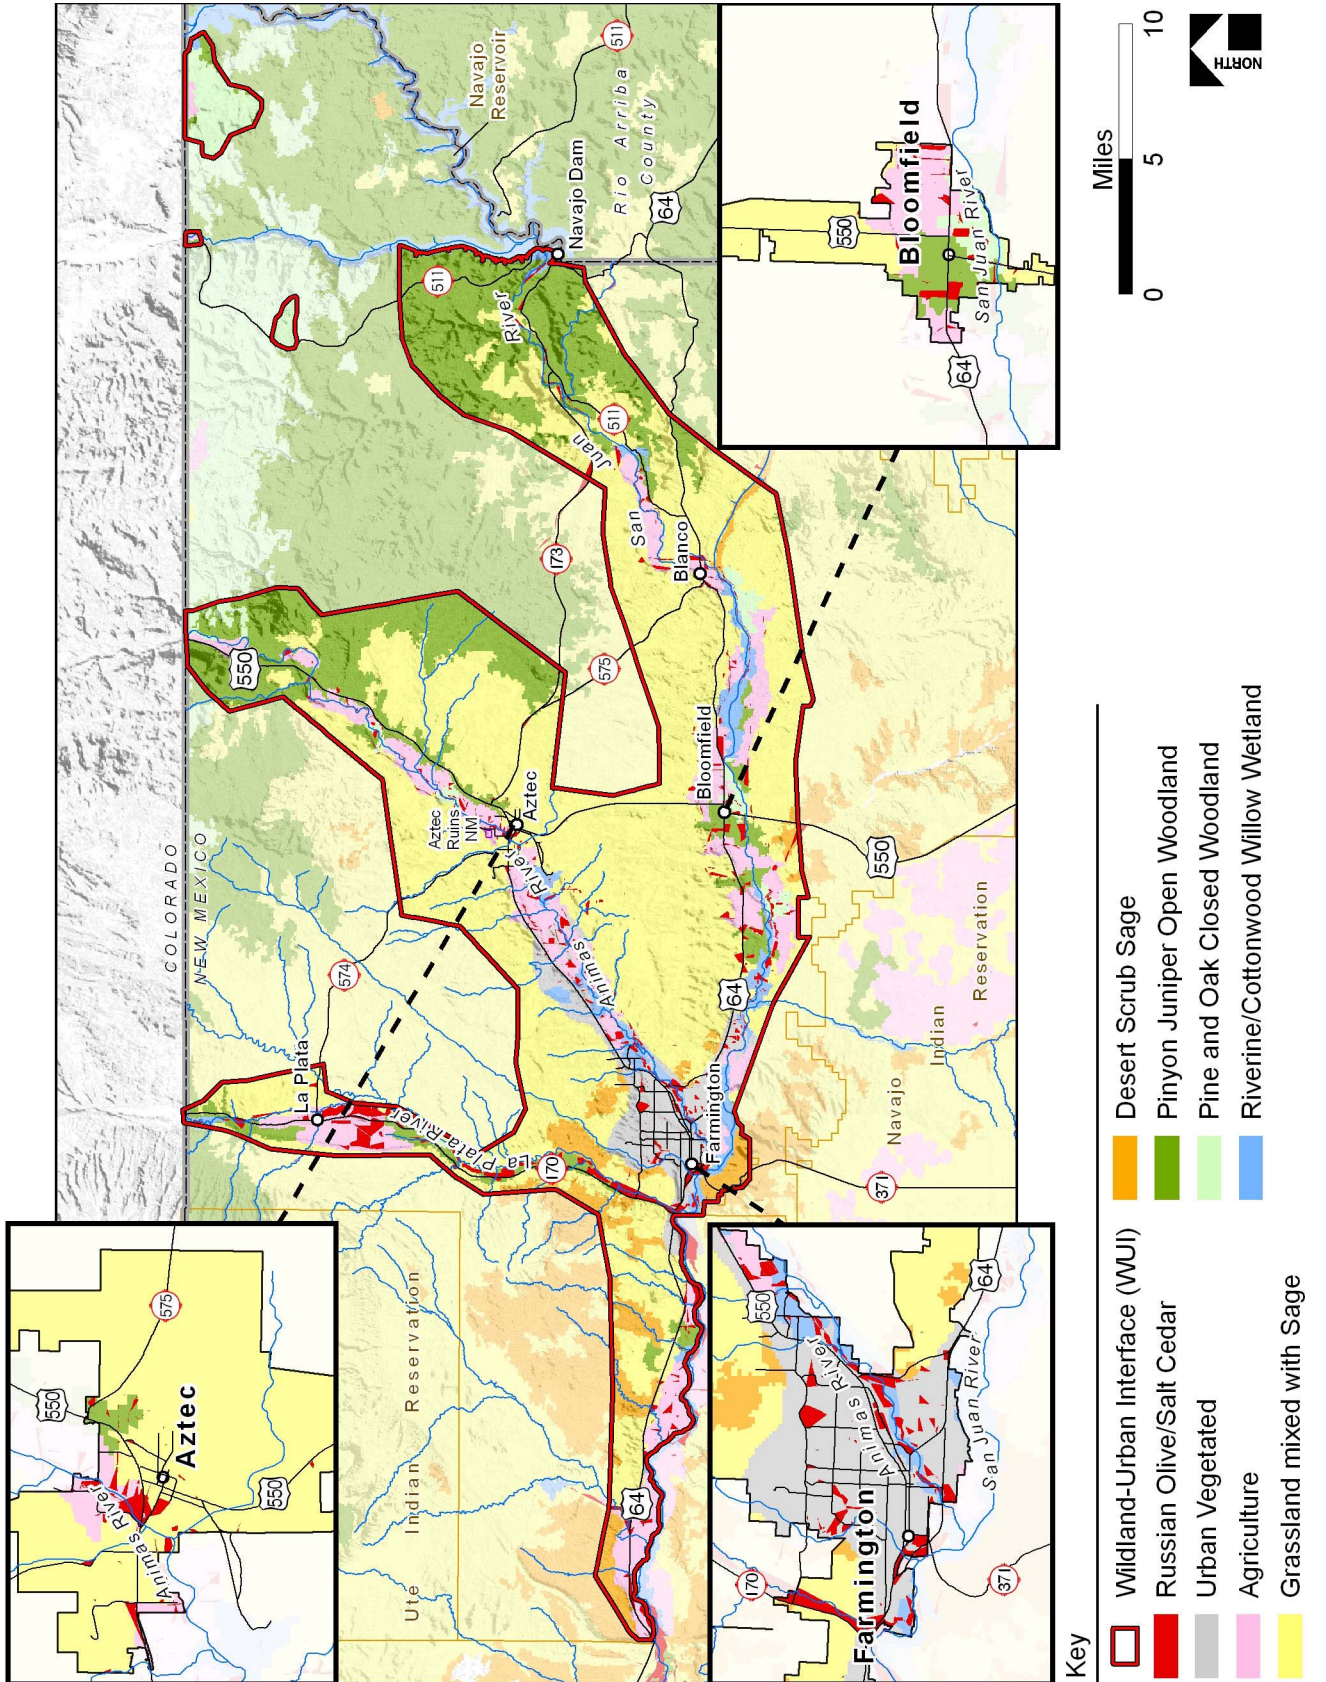 COLORADO
NEW MEXICO
Navajo
Reservoir
511
Rio Arriba
County
64
Navajo Dam
511
River
511
Juan
San
173
Blanco
575
550
Bloomfield
Aztec
Ruins
NM
Aztec
574
River
Animas
550
64
Navajo
Indian
Reservation
La Plata
La
Plata River
170
Farmington
371
Ute Indian Reservation
64
550
575
Aztec
Animas River
550
Bloomfield
550
San Juan River
64
Farmington
170
550
Animas River
San Juan River
64
371
Miles
0
5
10
NORTH
Key
Wildland-Urban Interface (WUI)
Russian Olive/Salt Cedar
Urban Vegetated
Agriculture
Grassland mixed with Sage
Desert Scrub Sage
Pinyon Juniper Open Woodland
Pine and Oak Closed Woodland
Riverine/Cottonwood Willow Wetland